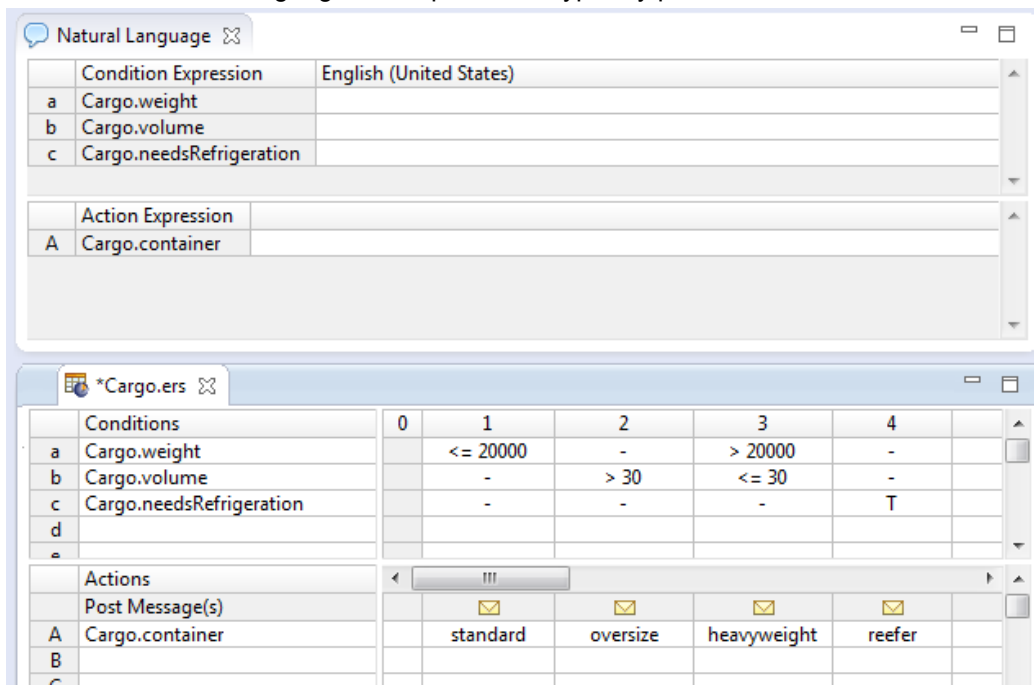 Natural Language
Condition Expression English (United States)
a Cargo.weight
b Cargo.volume
c Cargo.needsRefrigeration
Action Expression
A Cargo.container
*Cargo.ers
Conditions 0 1 2 3 4
a Cargo.weight <= 20000 - > 20000 -
b Cargo.volume - > 30 <= 30 -
c Cargo.needsRefrigeration - - - T
d
Actions
Post Message(s)
A Cargo.container standard oversize heavyweight reefer
B